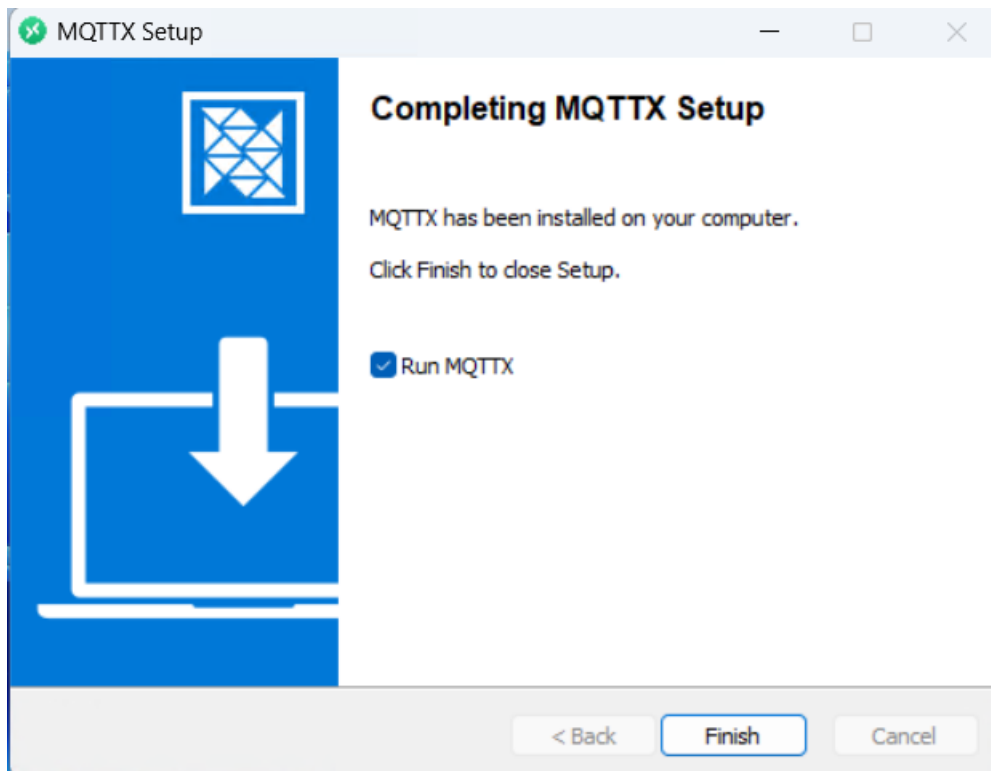 MQTTX Setup
Completing MQTTX Setup
MQTTX has been installed on your computer.
Click Finish to close Setup.
Run MQTTX
< Back Finish Cancel